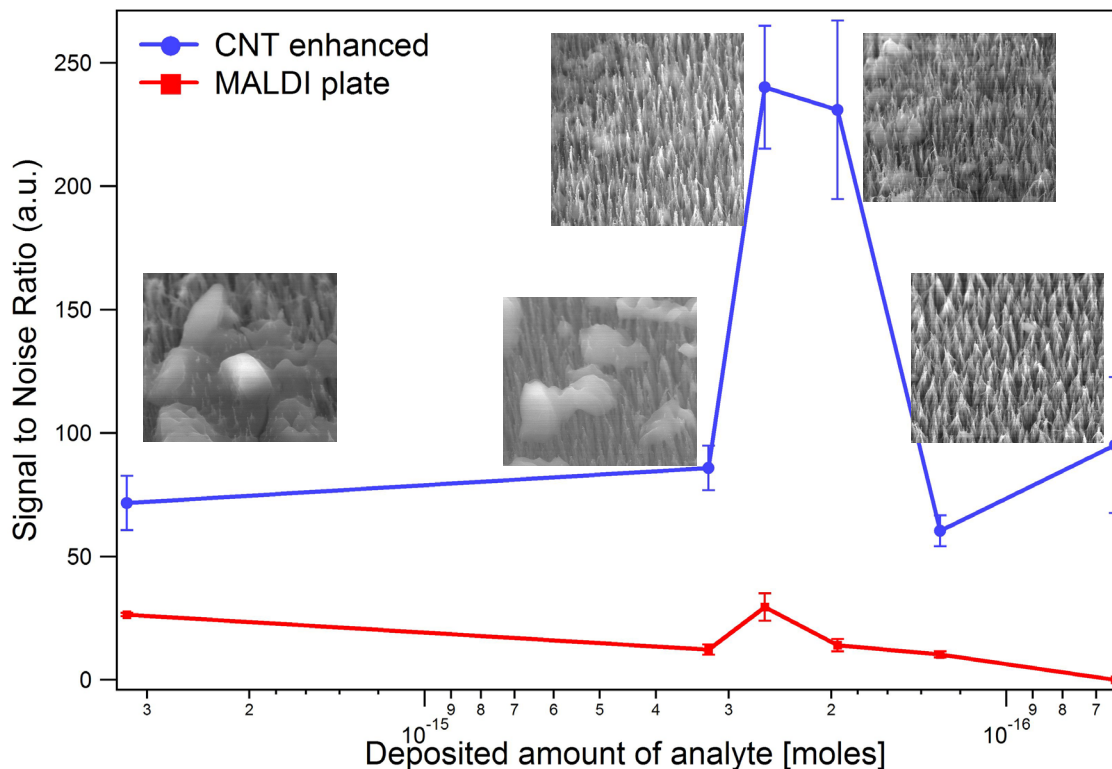 CNT enhanced
MALDI plate
Signal to Noise Ratio (a.u.)
250
200
150
100
50
0
3 2 9 8 7 6 5 4 3 2 9 8 7
10-15 10-16
Deposited amount of analyte [moles]